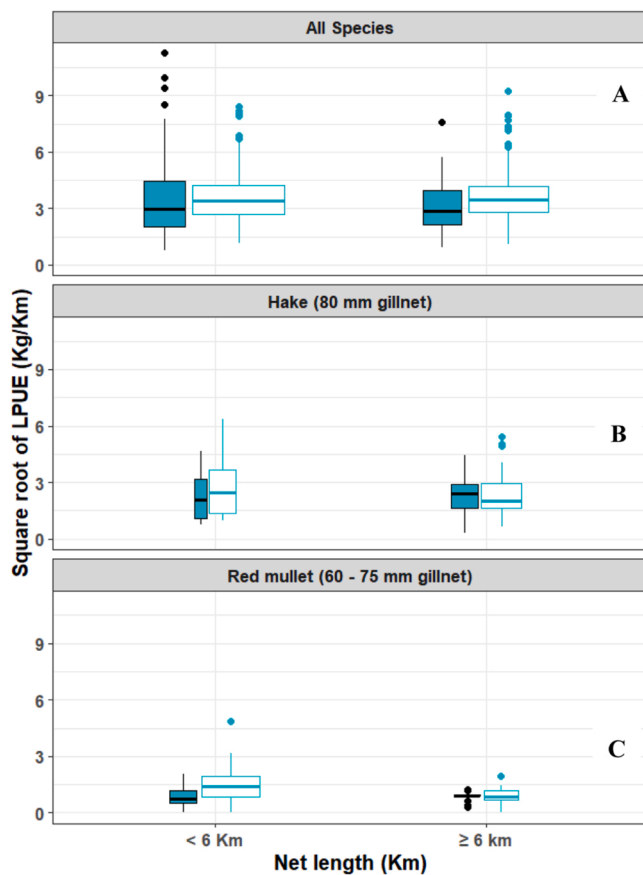 All Species
A
9
6
3
0
Hake (80 mm gillnet)
B
9
6
3
0
Red mullet (60 - 75 mm gillnet)
C
9
6
3
0
Square root of LPUE (Kg/Km)
< 6 Km
≥ 6 km
Net length (Km)